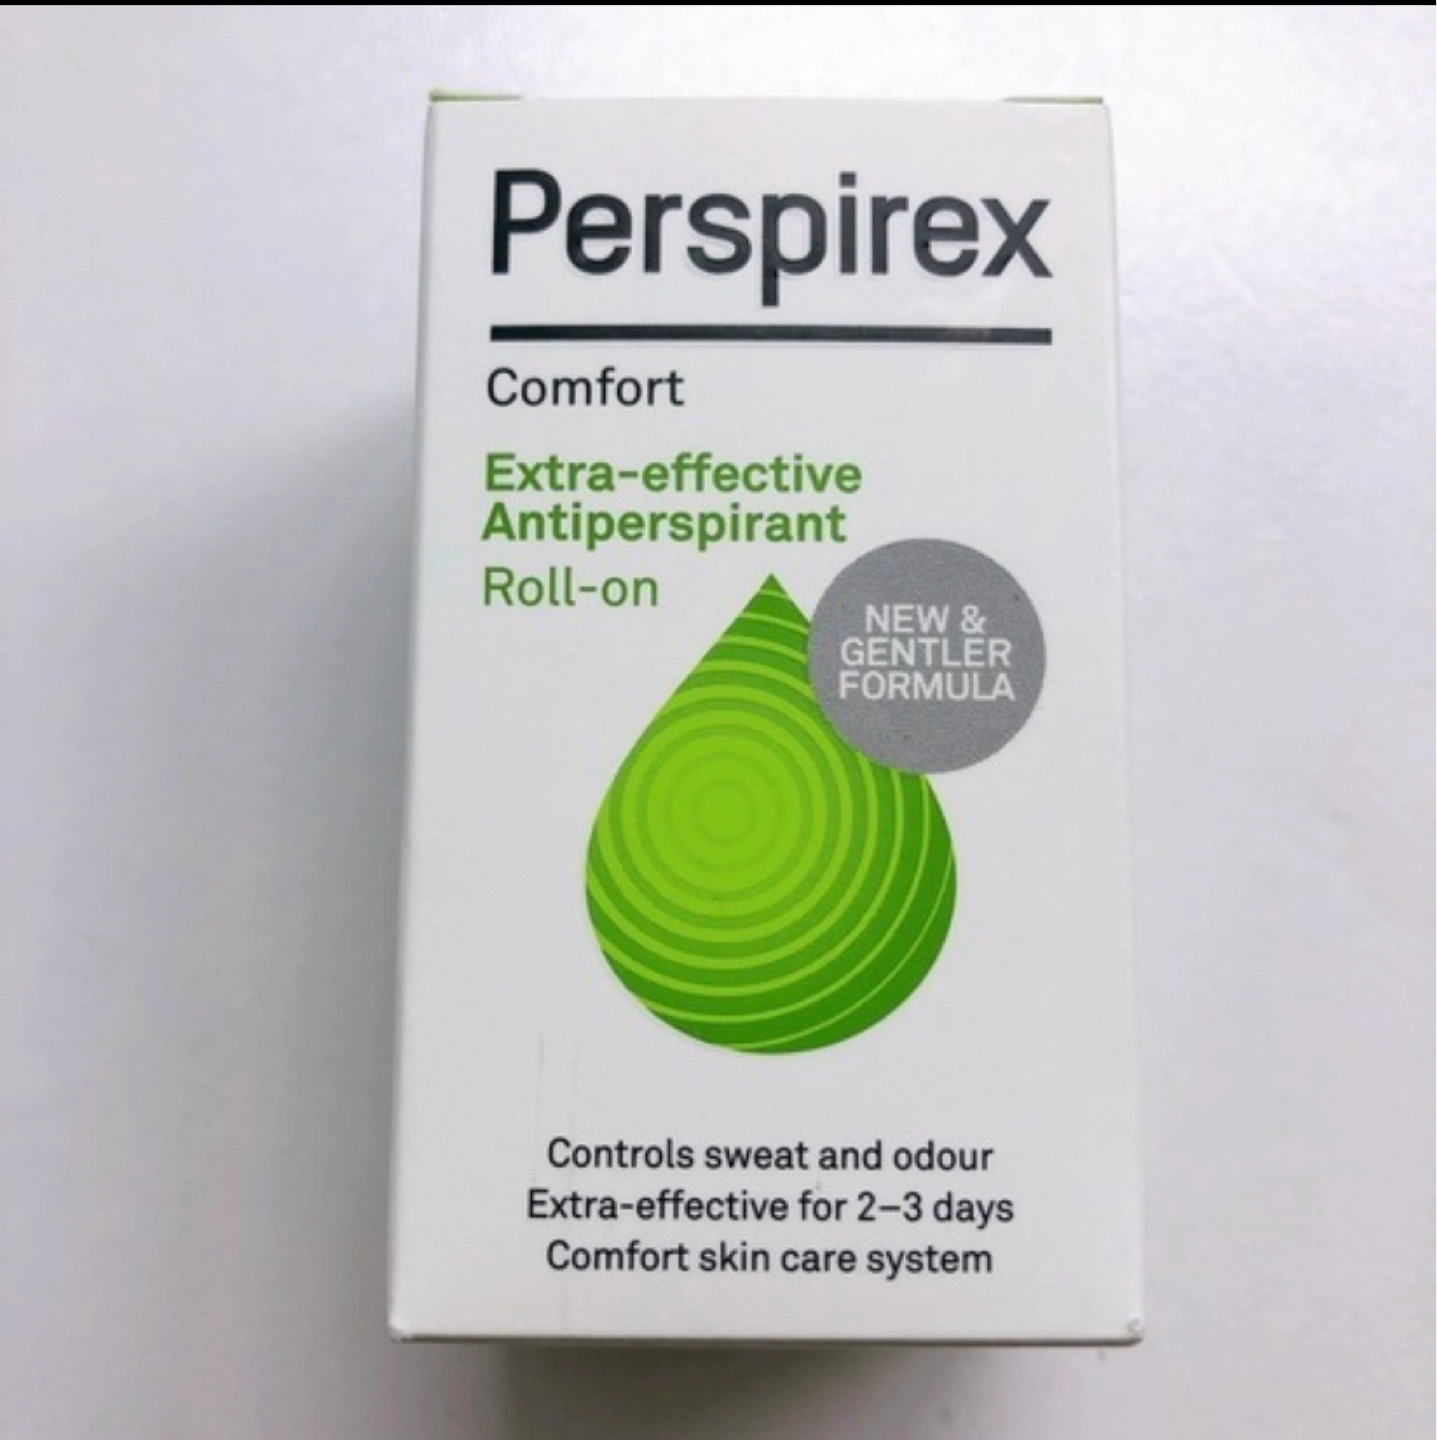 Perspirex
Comfort
Extra-effective
Antiperspirant
Roll-on
NEW &
GENTLER
FORMULA
Controls sweat and odour
Extra-effective for 2–3 days
Comfort skin care system